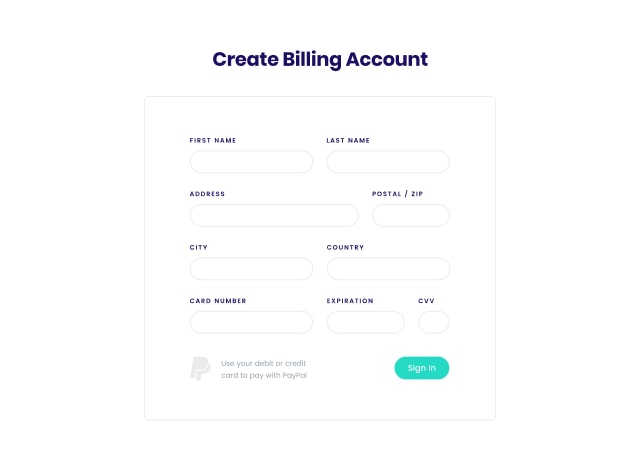 Create Billing Account
FIRST NAME
LAST NAME
ADDRESS
POSTAL / ZIP
CITY
COUNTRY
CARD NUMBER
EXPIRATION
CVV
Use your debit or credit
card to pay with PayPal
Sign In